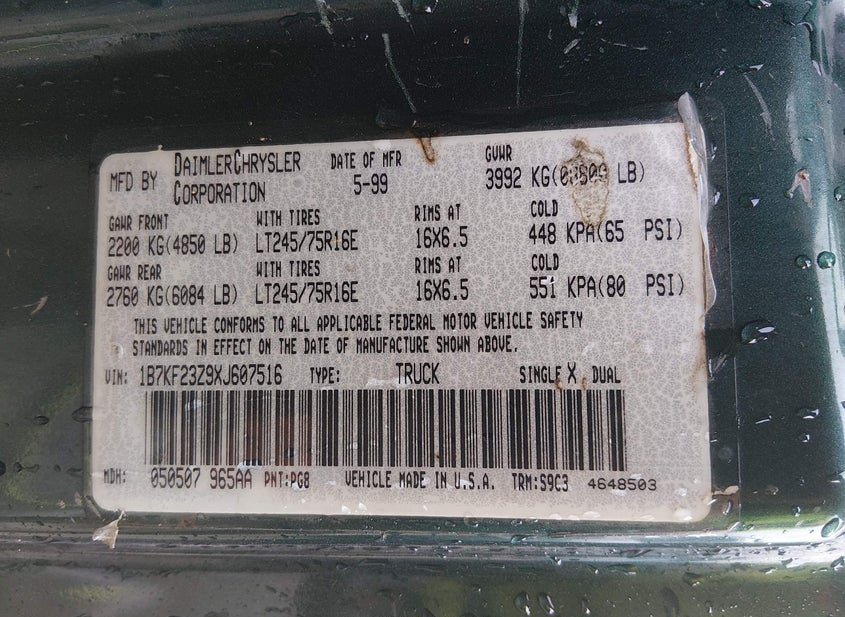 MFD BY DAIMLERCHRYSLER CORPORATION DATE OF MFR 5-99 GVWR 3992 KG( LB)
GAWR FRONT WITH TIRES RIMS AT COLD
2200 KG(4850 LB) LT245/75R16E 16X6.5 448 KPA(65 PSI)
GAWR REAR WITH TIRES RIMS AT COLD
2760 KG(6084 LB) LT245/75R16E 16X6.5 551 KPA(80 PSI)
THIS VEHICLE CONFORMS TO ALL APPLICABLE FEDERAL MOTOR VEHICLE SAFETY
STANDARDS IN EFFECT ON THE DATE OF MANUFACTURE SHOWN ABOVE.
VIN: 1B7KF23Z9XJ607516 TYPE: TRUCK SINGLE X DUAL
MDH: 050507 965AA PNT:PG8 VEHICLE MADE IN U.S.A. TRM:S9C3 4648503